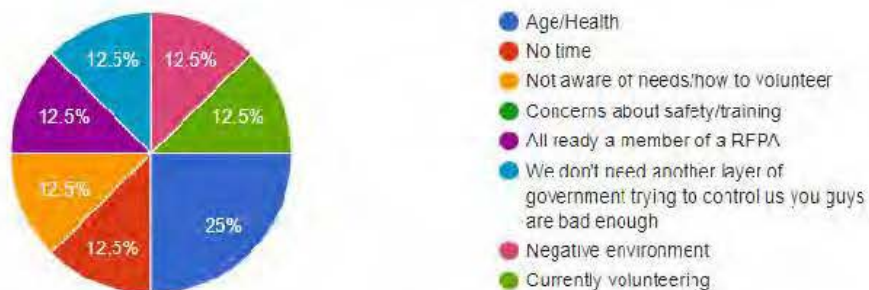 12.5%
12.5%
12.5%
12.5%
12.5%
25%
12.5%
Age/Health
No time
Not aware of needs/how to volunteer
Concerns about safety/training
All ready a member of a RFPA
We don't need another layer of
government trying to control us you guys
are bad enough
Negative environment
Currently volunteering